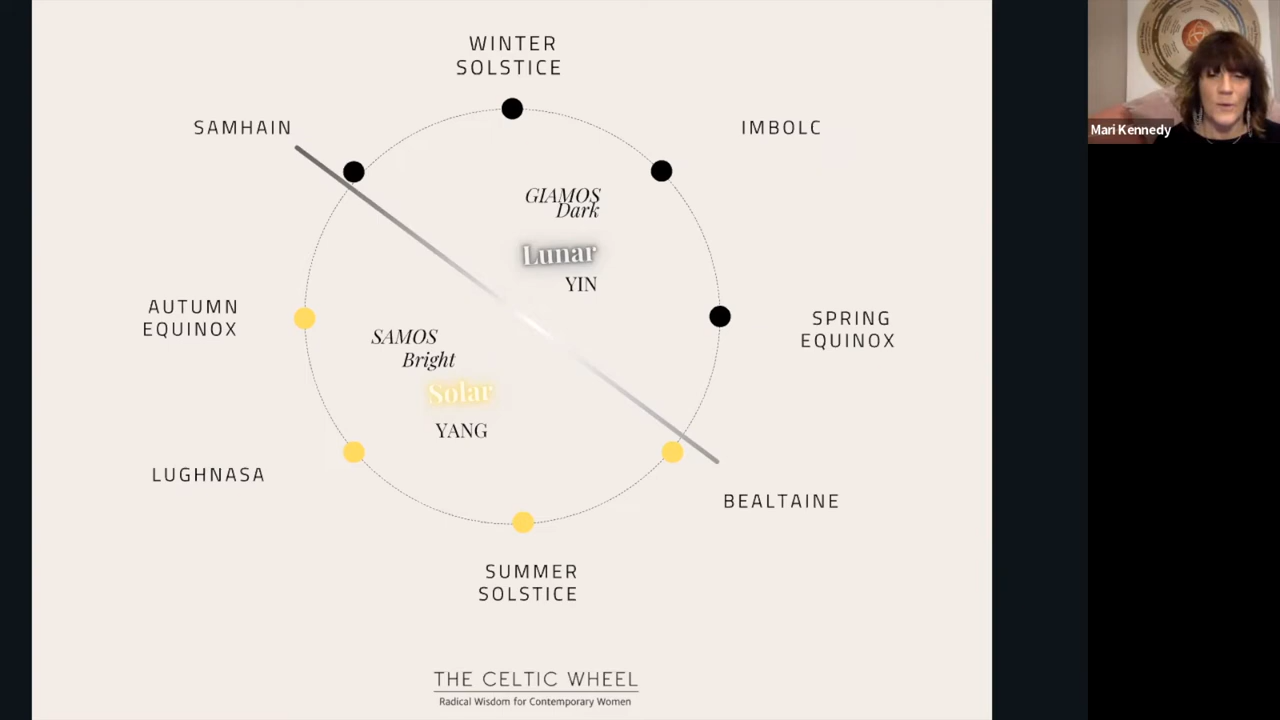 WINTER
SOLSTICE
SAMHAIN
IMBOLC
GIAMOS
Dark
Lunar
YIN
AUTUMN
EQUINOX
SPRING
EQUINOX
SAMOS
Bright
Solar
YANG
LUGHNASA
BEALTAINE
SUMMER
SOLSTICE
THE CELTIC WHEEL
Radical Wisdom for Contemporary Women
Mari Kennedy